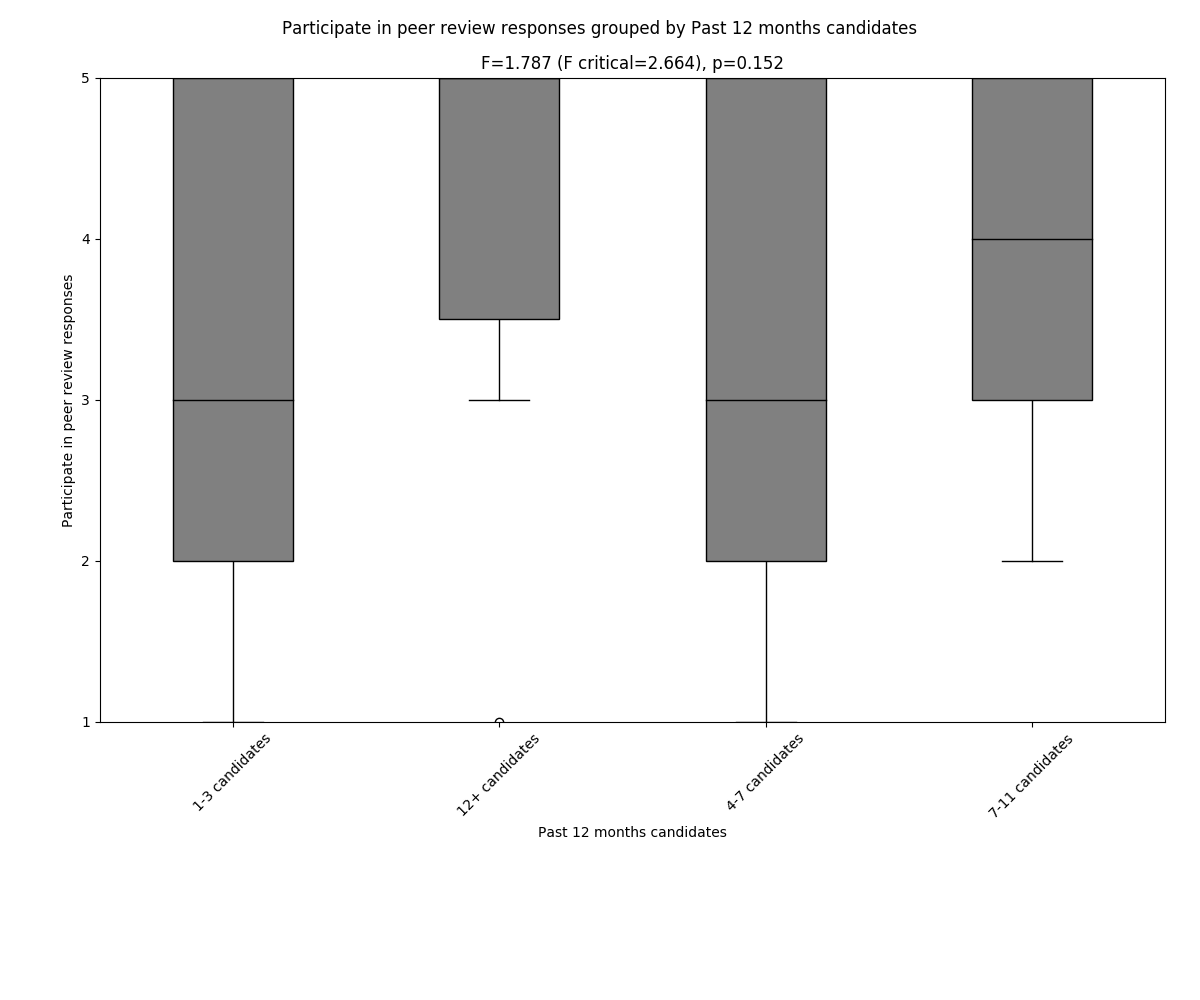 Participate in peer review responses grouped by Past 12 months candidates
F=1.787 (F critical=2.664), p=0.152
5
4
3
2
1
Participate in peer review responses
1-3 candidates
12+ candidates
4-7 candidates
7-11 candidates
Past 12 months candidates